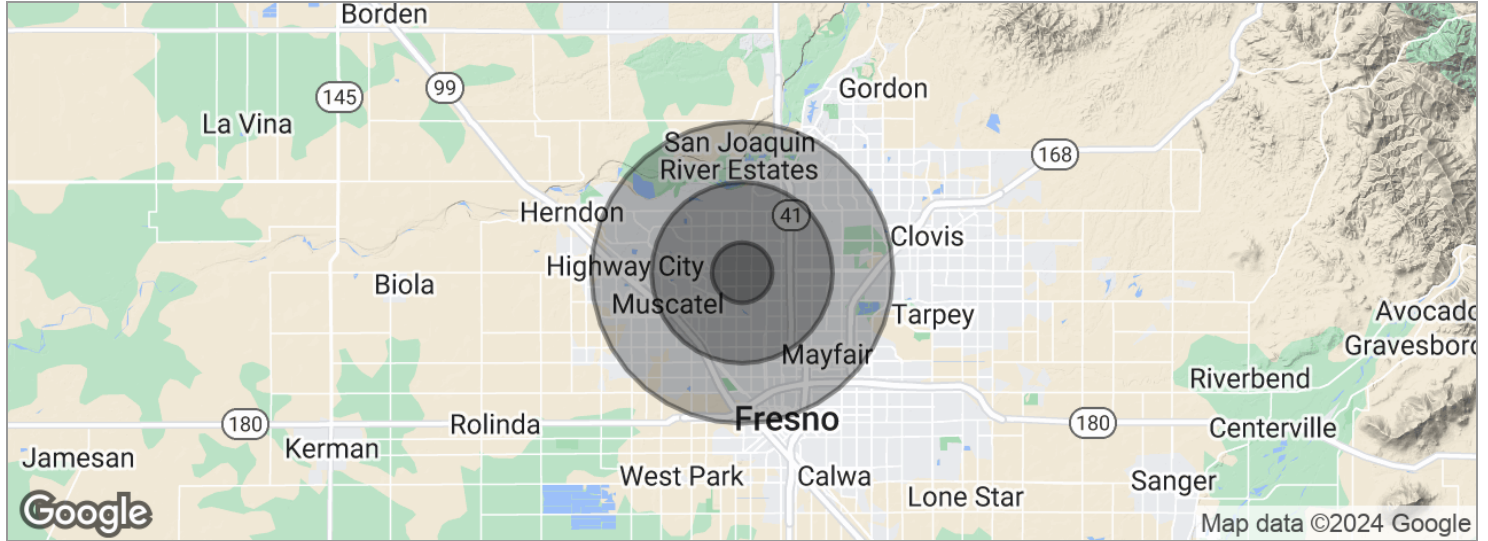 Borden
Gordon
99
145
La Vina
San Joaquin
River Estates
168
Herndon
41
Clovis
Highway City
Biola
Muscatel
Tarpey
Avocado
Mayfair
Gravesboro
Riverbend
180
Rolinda
Fresno
180
Centerville
Kerman
Jamesan
West Park
Calwa
Sanger
Lone Star
Google
Map data ©2024 Google